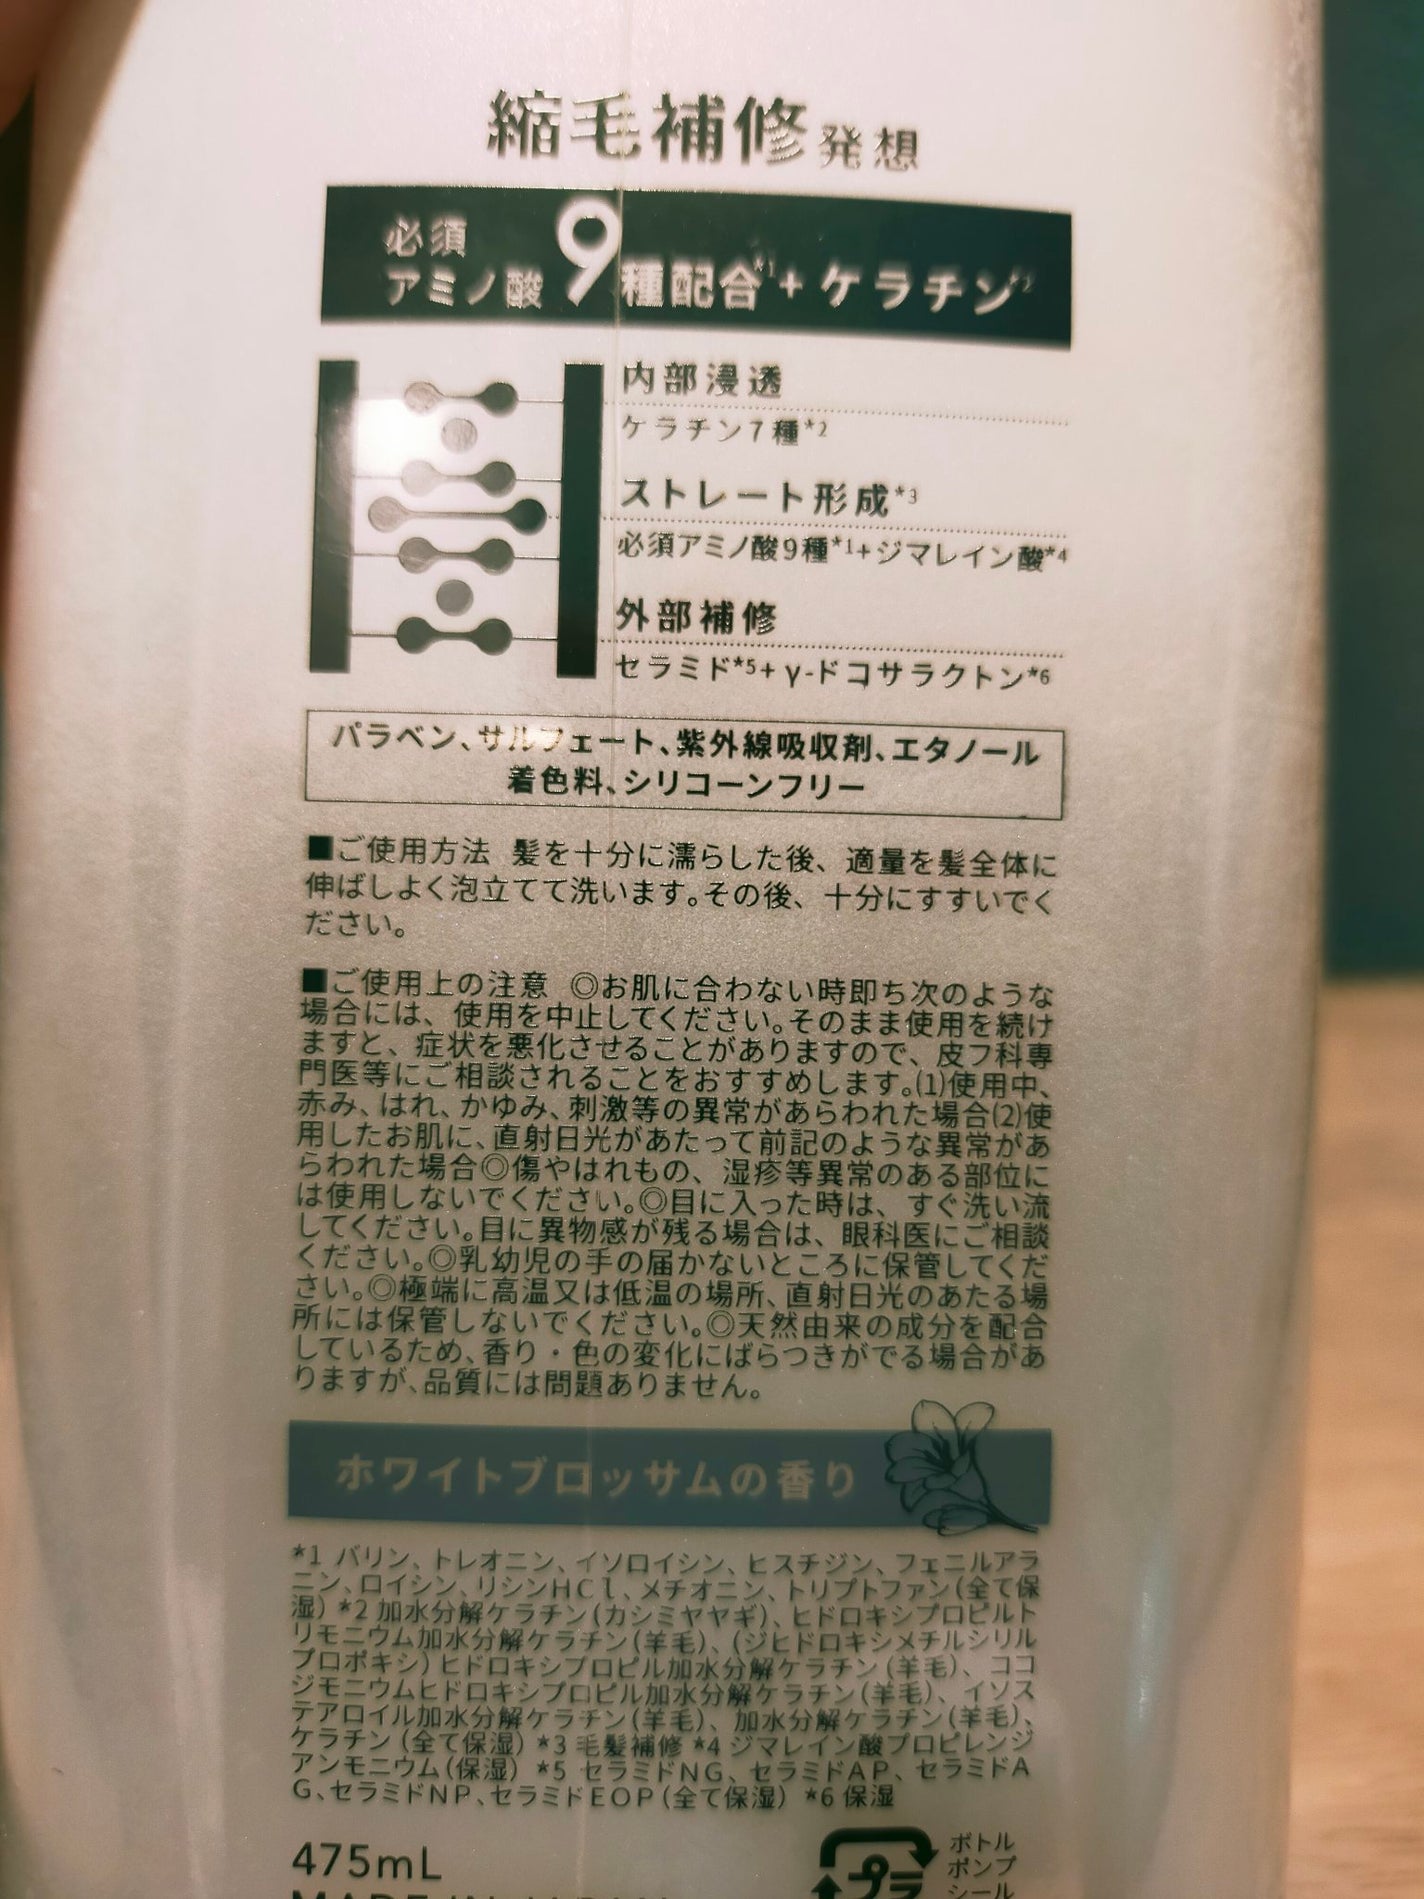 縮毛補修発想
必須
アミノ酸9種配合*1+ケラチン*2
内部浸透
ケラチン7種*2
ストレート形成*3
必須アミノ酸9種*1+ジマレイン酸*4
外部補修
セラミド*5+γ-ドコサラクトン*6
パラベン、サルフェート、紫外線吸収剤、エタノール
着色料、シリコーンフリー
■ご使用方法 髪を十分に濡らした後、適量を髪全体に
伸ばしよく泡立てて洗います。その後、十分にすすいでく
ださい。
■ご使用上の注意 ◎お肌に合わない時即ち次のような
場合には、使用を中止してください。そのまま使用を続け
ますと、症状を悪化させることがありますので、皮フ科専
門医等にご相談されることをおすすめします。(1)使用中、
赤み、はれ、かゆみ、刺激等の異常があらわれた場合(2)使
用したお肌に、直射日光があたって前記のような異常があ
らわれた場合◎傷やはれもの、湿疹等異常のある部位に
は使用しないでください。◎目に入った時は、すぐ洗い流
してください。目に異物感が残る場合は、眼科医にご相談
ください。◎乳幼児の手の届かないところに保管してくだ
さい。◎極端に高温又は低温の場所、直射日光のあたる場
所には保管しないでください。◎天然由来の成分を配合
しているため、香り・色の変化にばらつきがでる場合があ
りますが、品質には問題ありません。
ホワイトブロッサムの香り
*1 バリン、トレオニン、イソロイシン、ヒスチジン、フェニルアラ
ニン、ロイシン、リシンHCl、メチオニン、トリプトファン(全て保
湿) *2 加水分解ケラチン(カシミヤヤギ)、ヒドロキシプロピルト
リモニウム加水分解ケラチン(羊毛)、(ジヒドロキシメチルシリル
プロポキシ)ヒドロキシプロピル加水分解ケラチン(羊毛)、ココ
ジモニウムヒドロキシプロピル加水分解ケラチン(羊毛)、イソス
テアロイル加水分解ケラチン(羊毛)、加水分解ケラチン(羊毛)、
ケラチン(全て保湿) *3 毛髪補修 *4 ジマレイン酸プロピレンジ
アンモニウム(保湿) *5 セラミドNG、セラミドAP、セラミドA
G、セラミドNP、セラミドEOP(全て保湿) *6 保湿
475mL
プラ
ボトル
ポンプ
シール